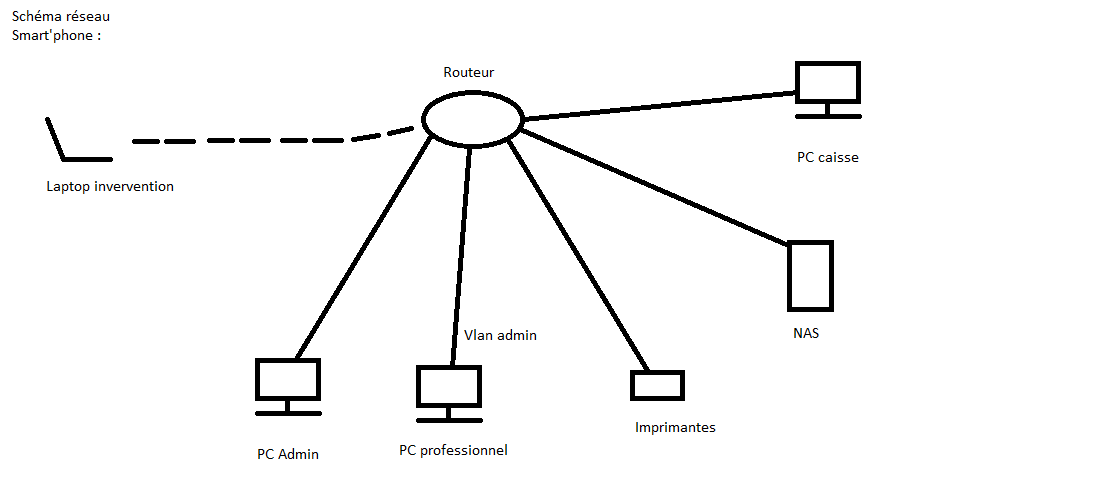 Schéma réseau
Smart'phone :
Routeur
PC caisse
Laptop invervention
NAS
Vlan admin
Imprimantes
PC professionnel
PC Admin